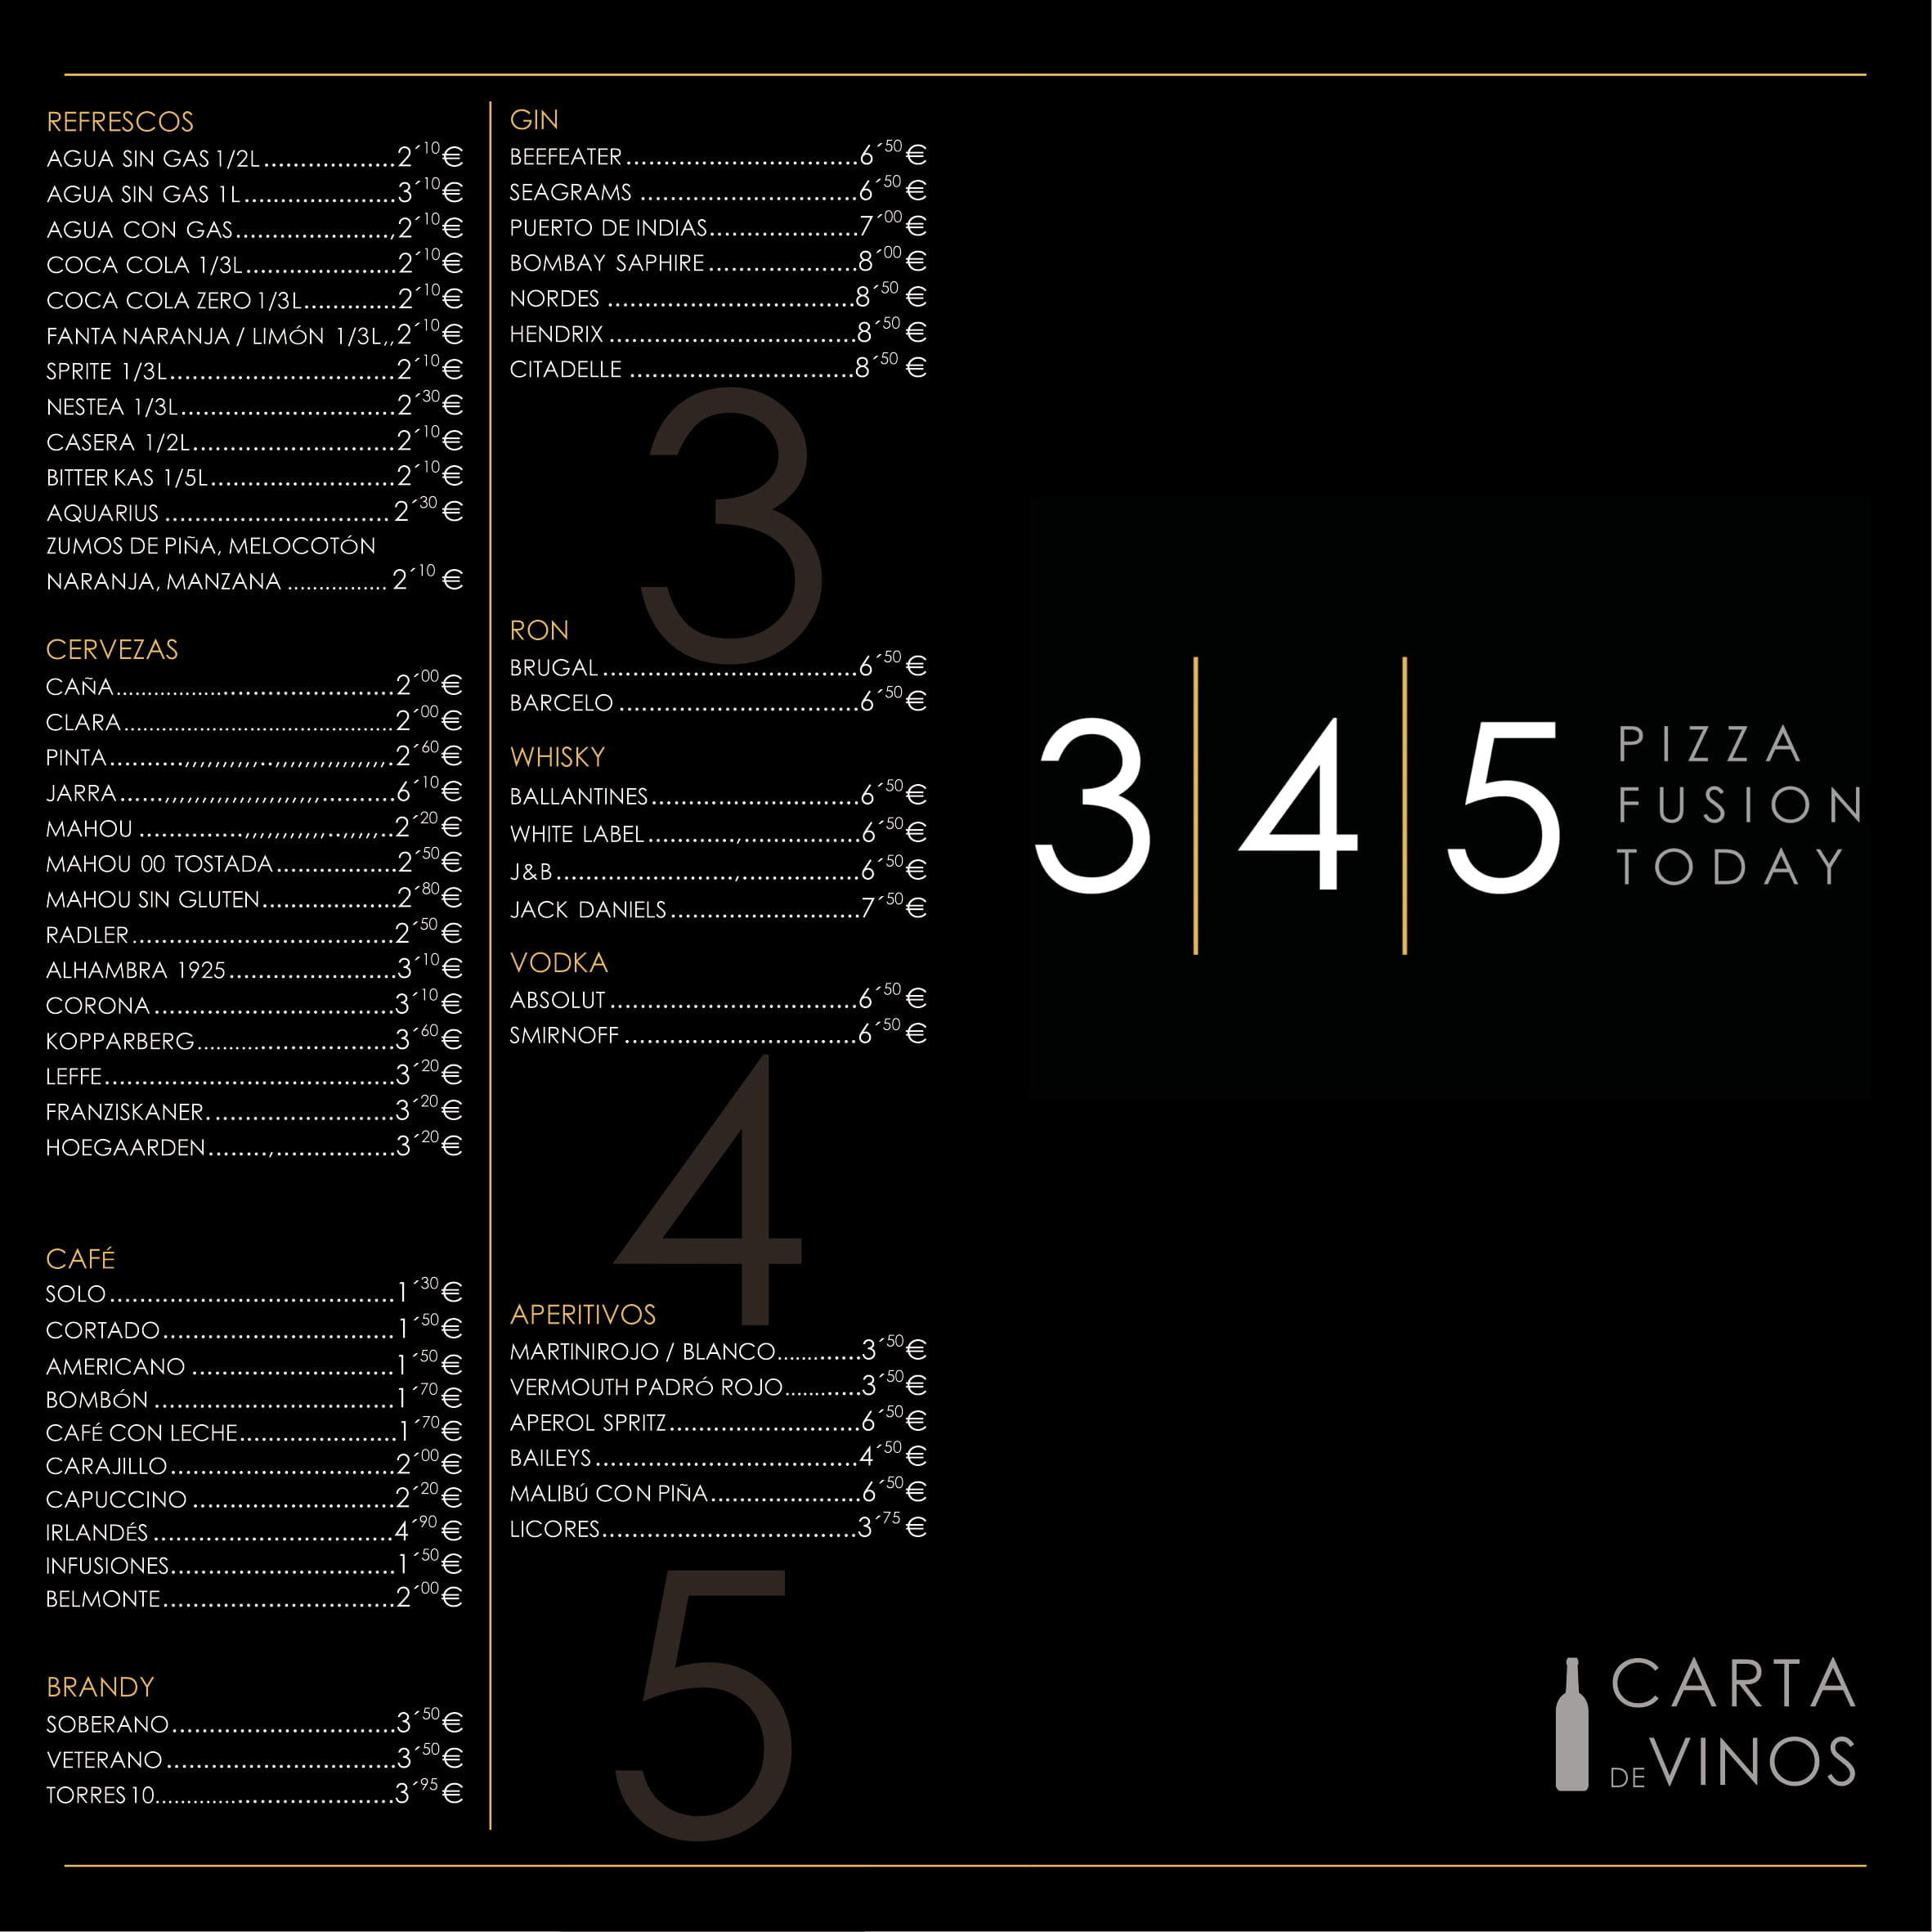 REFRESCOS
AGUA SIN GAS 1/2L..................2´10€
AGUA SIN GAS 1L.....................3´10€
AGUA CON GAS.....................,2´10€
COCA COLA 1/3L.....................2´10€
COCA COLA ZERO 1/3L.............2´10€
FANTA NARANJA / LIMÓN 1/3L,,2´10€
SPRITE 1/3L...............................2´10€
NESTEA 1/3L.............................2´30€
CASERA 1/2L............................2´10€
BITTER KAS 1/5L.........................2´10€
AQUARIUS .............................. 2´30€
ZUMOS DE PIÑA, MELOCOTÓN
NARANJA, MANZANA ................ 2´10 €
CERVEZAS
CAÑA.......................................2´00€
CLARA......................................2´00€
PINTA..........,,,,,,,,,,..,,,,,,,,,,,,,,,,.2´60€
JARRA......,,,,,,,,,,,,,,,,,,,,,..........6´10€
MAHOU ..............,,,,,,,,,,,..,,,,,..2´20€
MAHOU 00 TOSTADA................2´50€
MAHOU SIN GLUTEN..................2´80€
RADLER...................................2´50€
ALHAMBRA 1925......................3´10€
CORONA................................3´10€
KOPPARBERG...........................3´60€
LEFFE.......................................3´20€
FRANZISKANER.........................3´20€
HOEGAARDEN........,................3´20€
CAFÉ
SOLO......................................1´30€
CORTADO...............................1´50€
AMERICANO ...........................1´50€
BOMBÓN ................................1´70€
CAFÉ CON LECHE.....................1´70€
CARAJILLO..............................2´00€
CAPUCCINO ...........................2´20€
IRLANDÉS ................................4´90€
INFUSIONES..............................1´50€
BELMONTE...............................2´00€
BRANDY
SOBERANO..............................3´50€
VETERANO ...............................3´50€
TORRES 10................................3´95€
GIN
BEEFEATER...............................6´50€
SEAGRAMS .............................6´50€
PUERTO DE INDIAS....................7´00€
BOMBAY SAPHIRE....................8´00€
NORDES .................................8´50€
HENDRIX .................................8´50€
CITADELLE ..............................8´50€
3
RON
BRUGAL..................................6´50€
BARCELO ................................6´50€
WHISKY
BALLANTINES............................6´50€
WHITE LABEL............,................6´50€
J&B........................,................6´50€
JACK DANIELS.........................7´50€
VODKA
ABSOLUT .................................6´50€
SMIRNOFF ...............................6´50€
4
APERITIVOS
MARTINIROJO / BLANCO............3´50€
VERMOUTH PADRÓ ROJO...........3´50€
APEROL SPRITZ..........................6´50€
BAILEYS...................................4´50€
MALIBÚ CON PIÑA....................6´50€
LICORES..................................3´75€
5
3|4|5
PIZZA
FUSION
TODAY
CARTA
DE VINOS